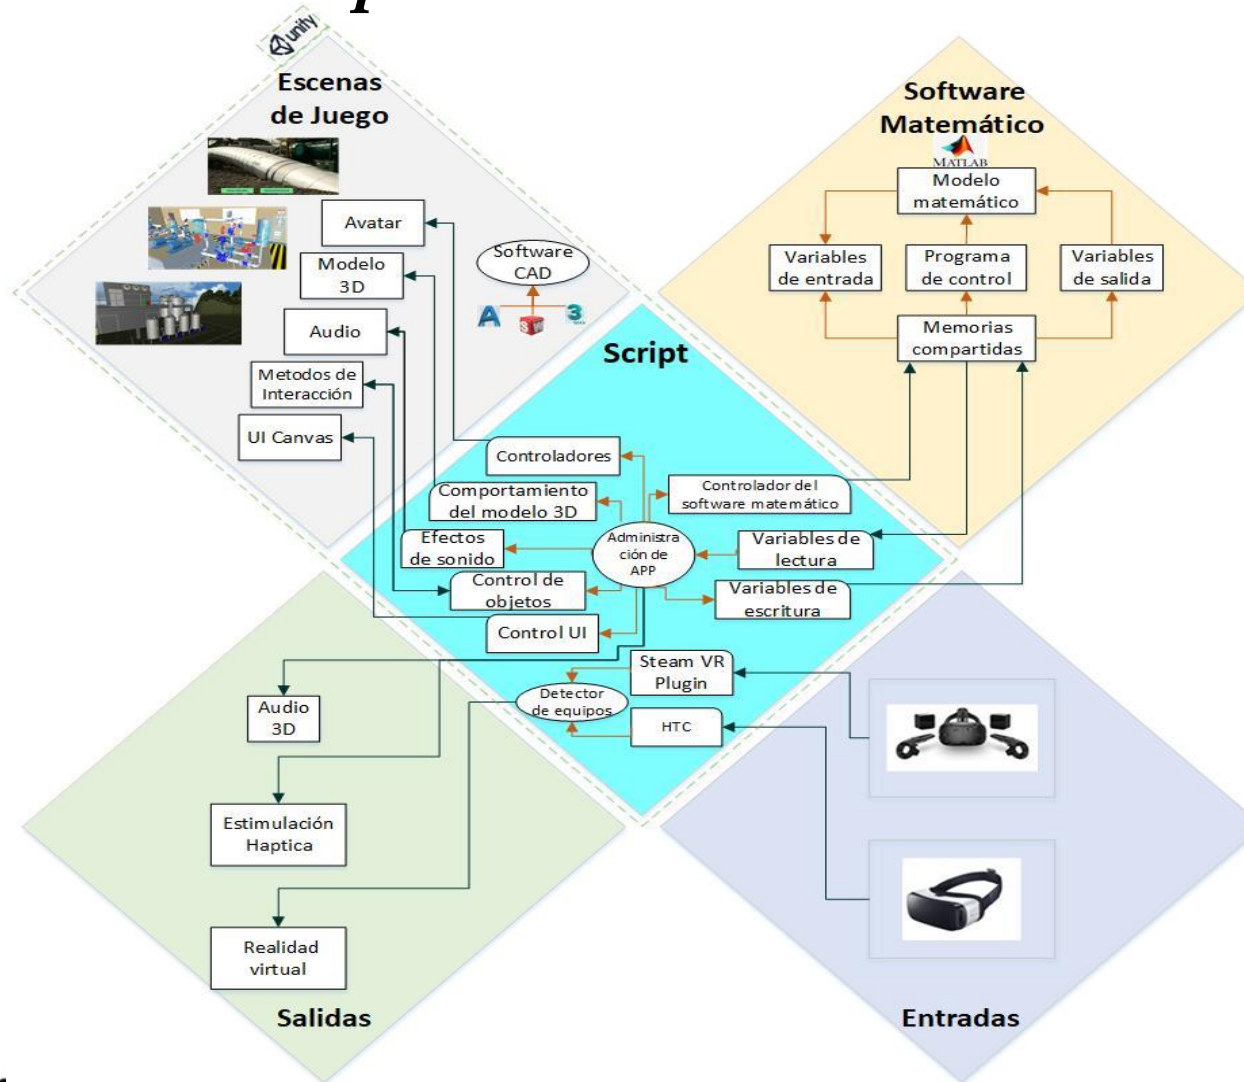 unity
Escenas
de Juego
Avatar
Modelo
3D
Audio
Metodos de
Interacción
UI Canvas
Software
CAD
Software
Matemático
MATLAB
Modelo
matemático
Variables
de entrada
Programa
de control
Variables
de salida
Memorias
compartidas
Script
Controladores
Comportamiento
del modelo 3D
Efectos
de sonido
Control de
objetos
Control UI
Administra
ción de
APP
Controlador del
software matemático
Variables de
lectura
Variables de
escritura
Steam VR
Plugin
Detector
de equipos
HTC
Audio
3D
Estimulación
Haptica
Realidad
virtual
Salidas
Entradas